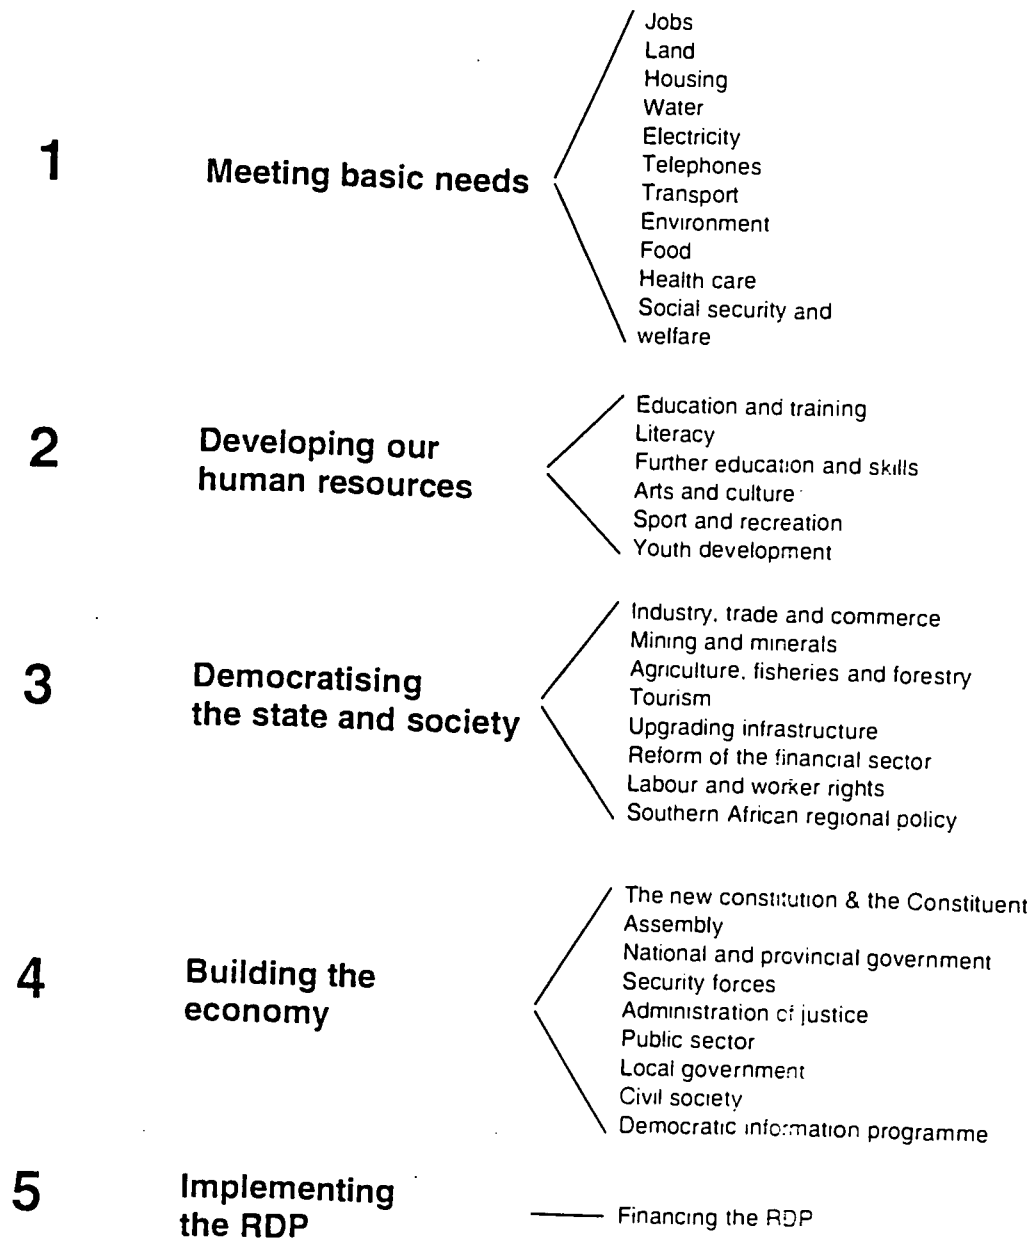 1
Meeting basic needs
Jobs
Land
Housing
Water
Electricity
Telephones
Transport
Environment
Food
Health care
Social security and
welfare
2
Developing our
human resources
Education and training
Literacy
Further education and skills
Arts and culture
Sport and recreation
Youth development
3
Democratising
the state and society
Industry, trade and commerce
Mining and minerals
Agriculture, fisheries and forestry
Tourism
Upgrading infrastructure
Reform of the financial sector
Labour and worker rights
Southern African regional policy
4
Building the
economy
The new constitution & the Constituent
Assembly
National and provincial government
Security forces
Administration of justice
Public sector
Local government
Civil society
Democratic information programme
5
Implementing
the RDP
Financing the RDP